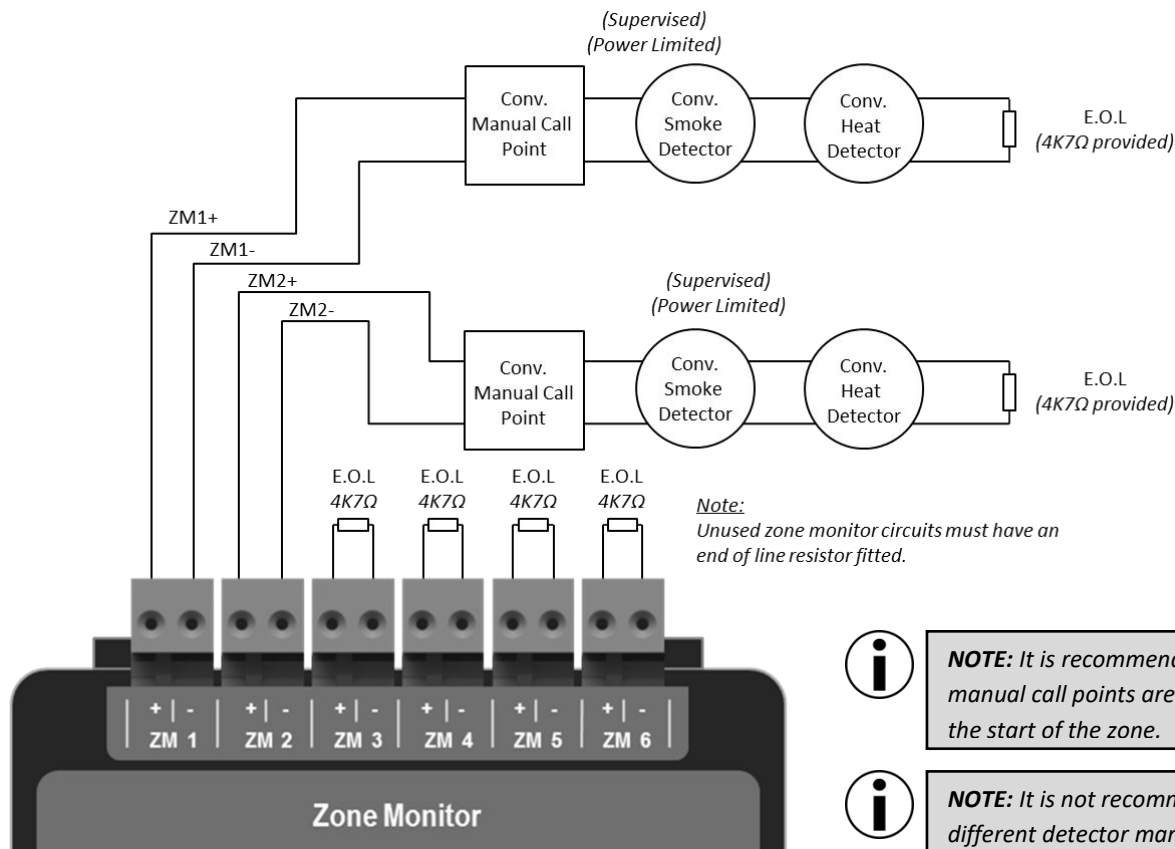 (Supervised)
(Power Limited)
Conv.
Manual Call
Point
Conv.
Smoke
Detector
Conv.
Heat
Detector
E.O.L
(4K7Ω provided)
ZM1+
ZM1-
ZM2+
ZM2-
(Supervised)
(Power Limited)
Conv.
Manual Call
Point
Conv.
Smoke
Detector
Conv.
Heat
Detector
E.O.L
(4K7Ω provided)
E.O.L
4K7Ω
E.O.L
4K7Ω
E.O.L
4K7Ω
E.O.L
4K7Ω
Note:
Unused zone monitor circuits must have an
end of line resistor fitted.
+ | -
ZM 1
+ | -
ZM 2
+ | -
ZM 3
+ | -
ZM 4
+ | -
ZM 5
+ | -
ZM 6
Zone Monitor
NOTE: It is recommen
manual call points are
the start of the zone.
NOTE: It is not recomm
different detector mar